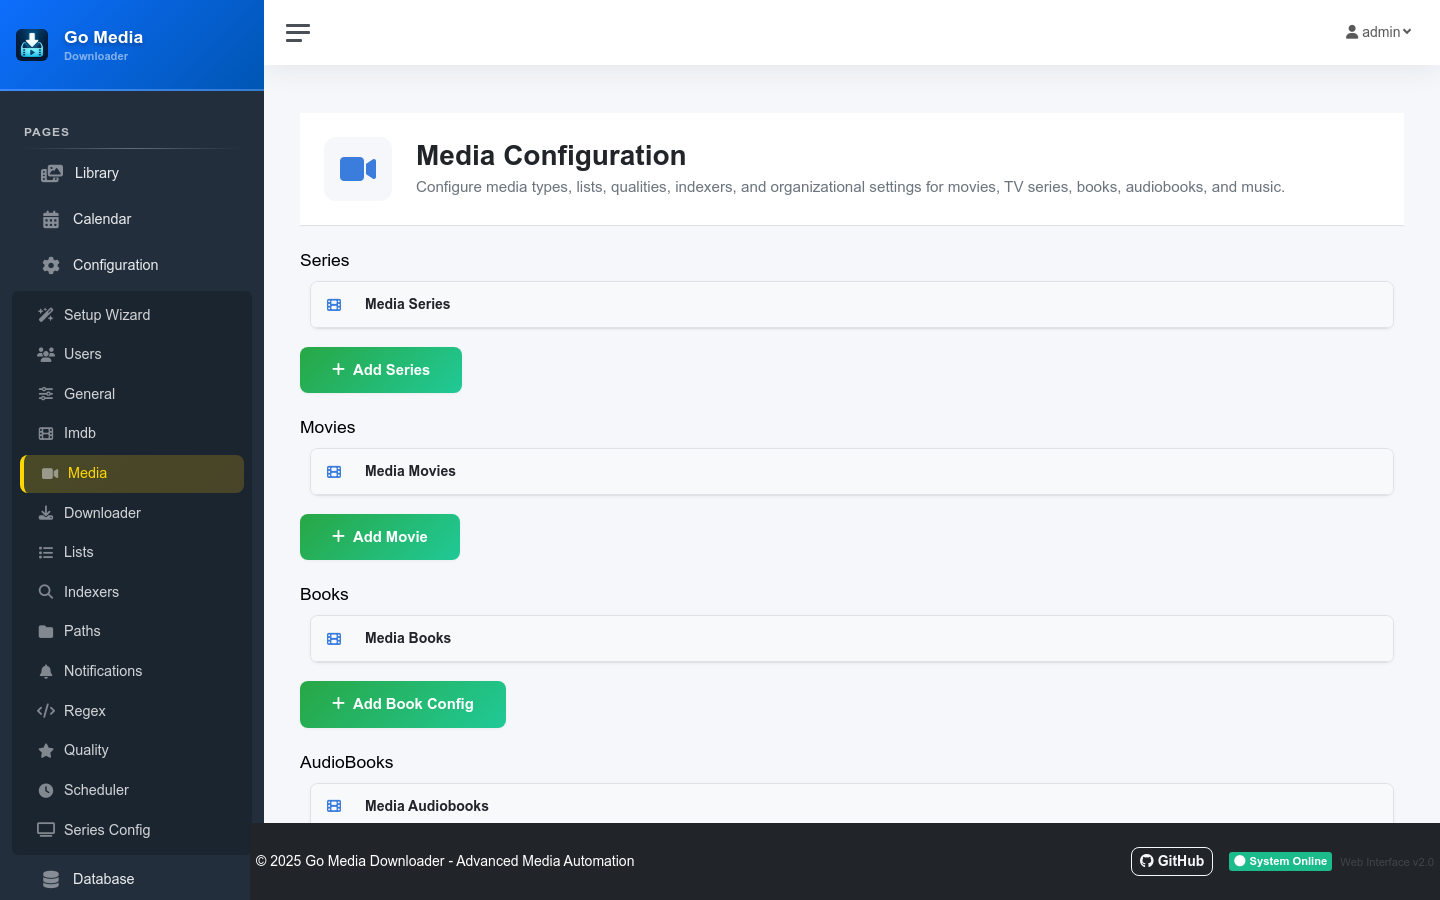 Go Media
Downloader
admin
PAGES
Library
Calendar
Configuration
Setup Wizard
Users
General
Imdb
Media
Downloader
Lists
Indexers
Paths
Notifications
Regex
Quality
Scheduler
Series Config
Database
Media Configuration
Configure media types, lists, qualities, indexers, and organizational settings for movies, TV series, books, audiobooks, and music.
Series
Media Series
+ Add Series
Movies
Media Movies
+ Add Movie
Books
Media Books
+ Add Book Config
AudioBooks
Media Audiobooks
© 2025 Go Media Downloader - Advanced Media Automation
GitHub
System Online
Web Interface v2.0